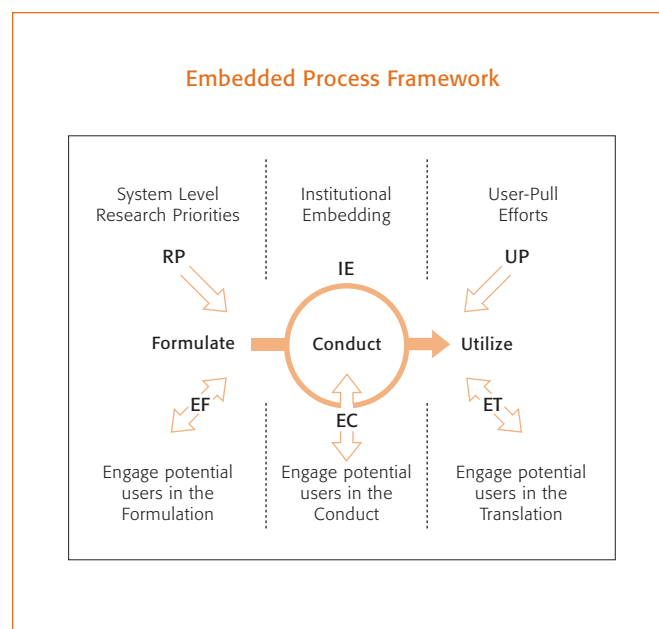 Embedded Process Framework
System Level
Research Priorities
Institutional
Embedding
User-Pull
Efforts
RP
IE
UP
Formulate
Conduct
Utilize
EF
EC
ET
Engage potential
users in the
Formulation
Engage potential
users in the
Conduct
Engage potential
users in the
Translation